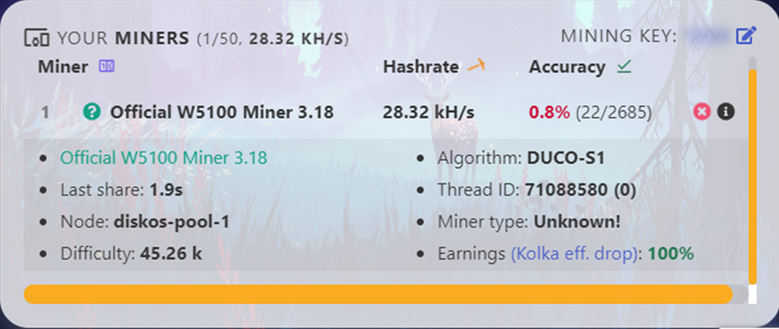 YOUR MINERS (1/50, 28.32 KH/S)
MINING KEY:
Miner Hashrate Accuracy
1 Official W5100 Miner 3.18 28.32 kH/s 0.8% (22/2685)
• Official W5100 Miner 3.18
• Last share: 1.9s
• Node: diskos-pool-1
• Difficulty: 45.26 k
• Algorithm: DUCO-S1
• Thread ID: 71088580 (0)
• Miner type: Unknown!
• Earnings (Kolka eff. drop): 100%